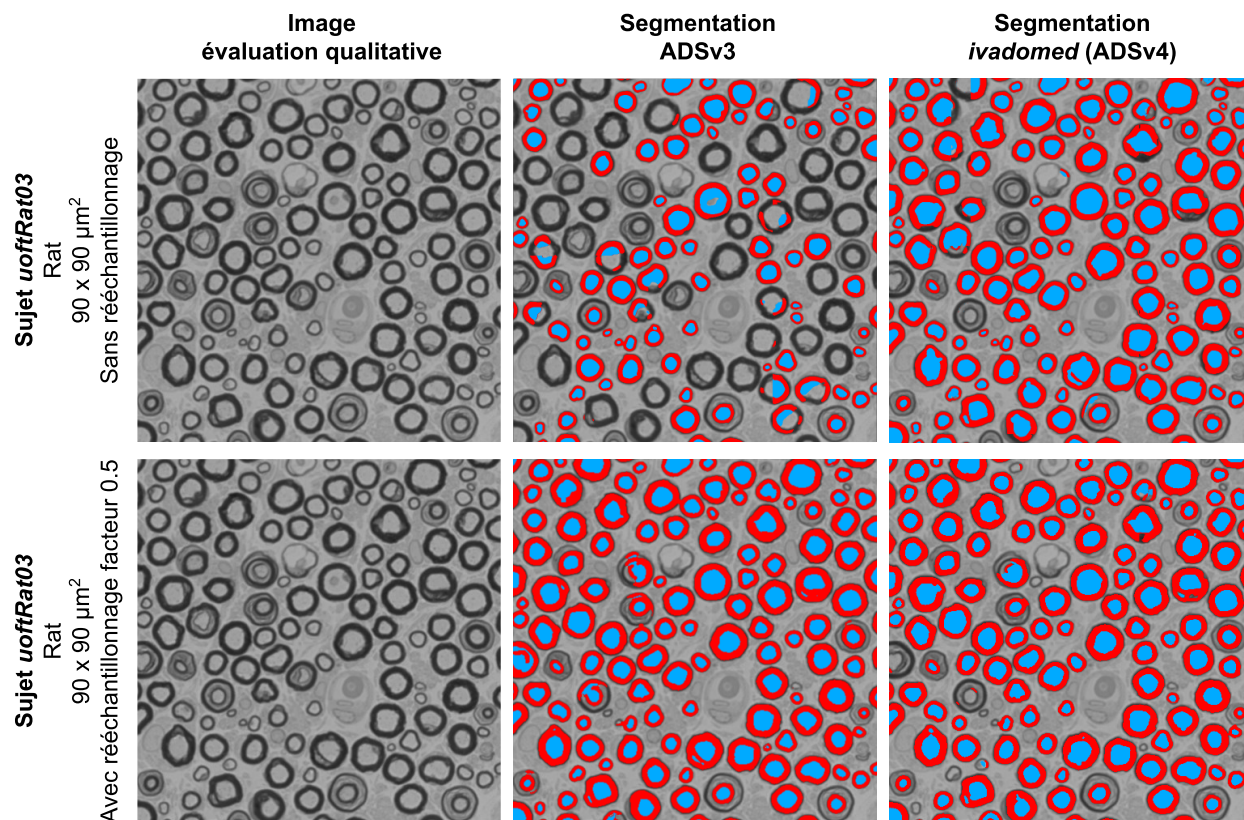 Image
évaluation qualitative
Segmentation
ADSv3
Segmentation
ivadomed (ADSv4)
Sujet uoftRat03
Rat
90 x 90 µm²
Sans rééchantillonnage
Sujet uoftRat03
Rat
90 x 90 µm²
Avec rééchantillonnage facteur 0.5